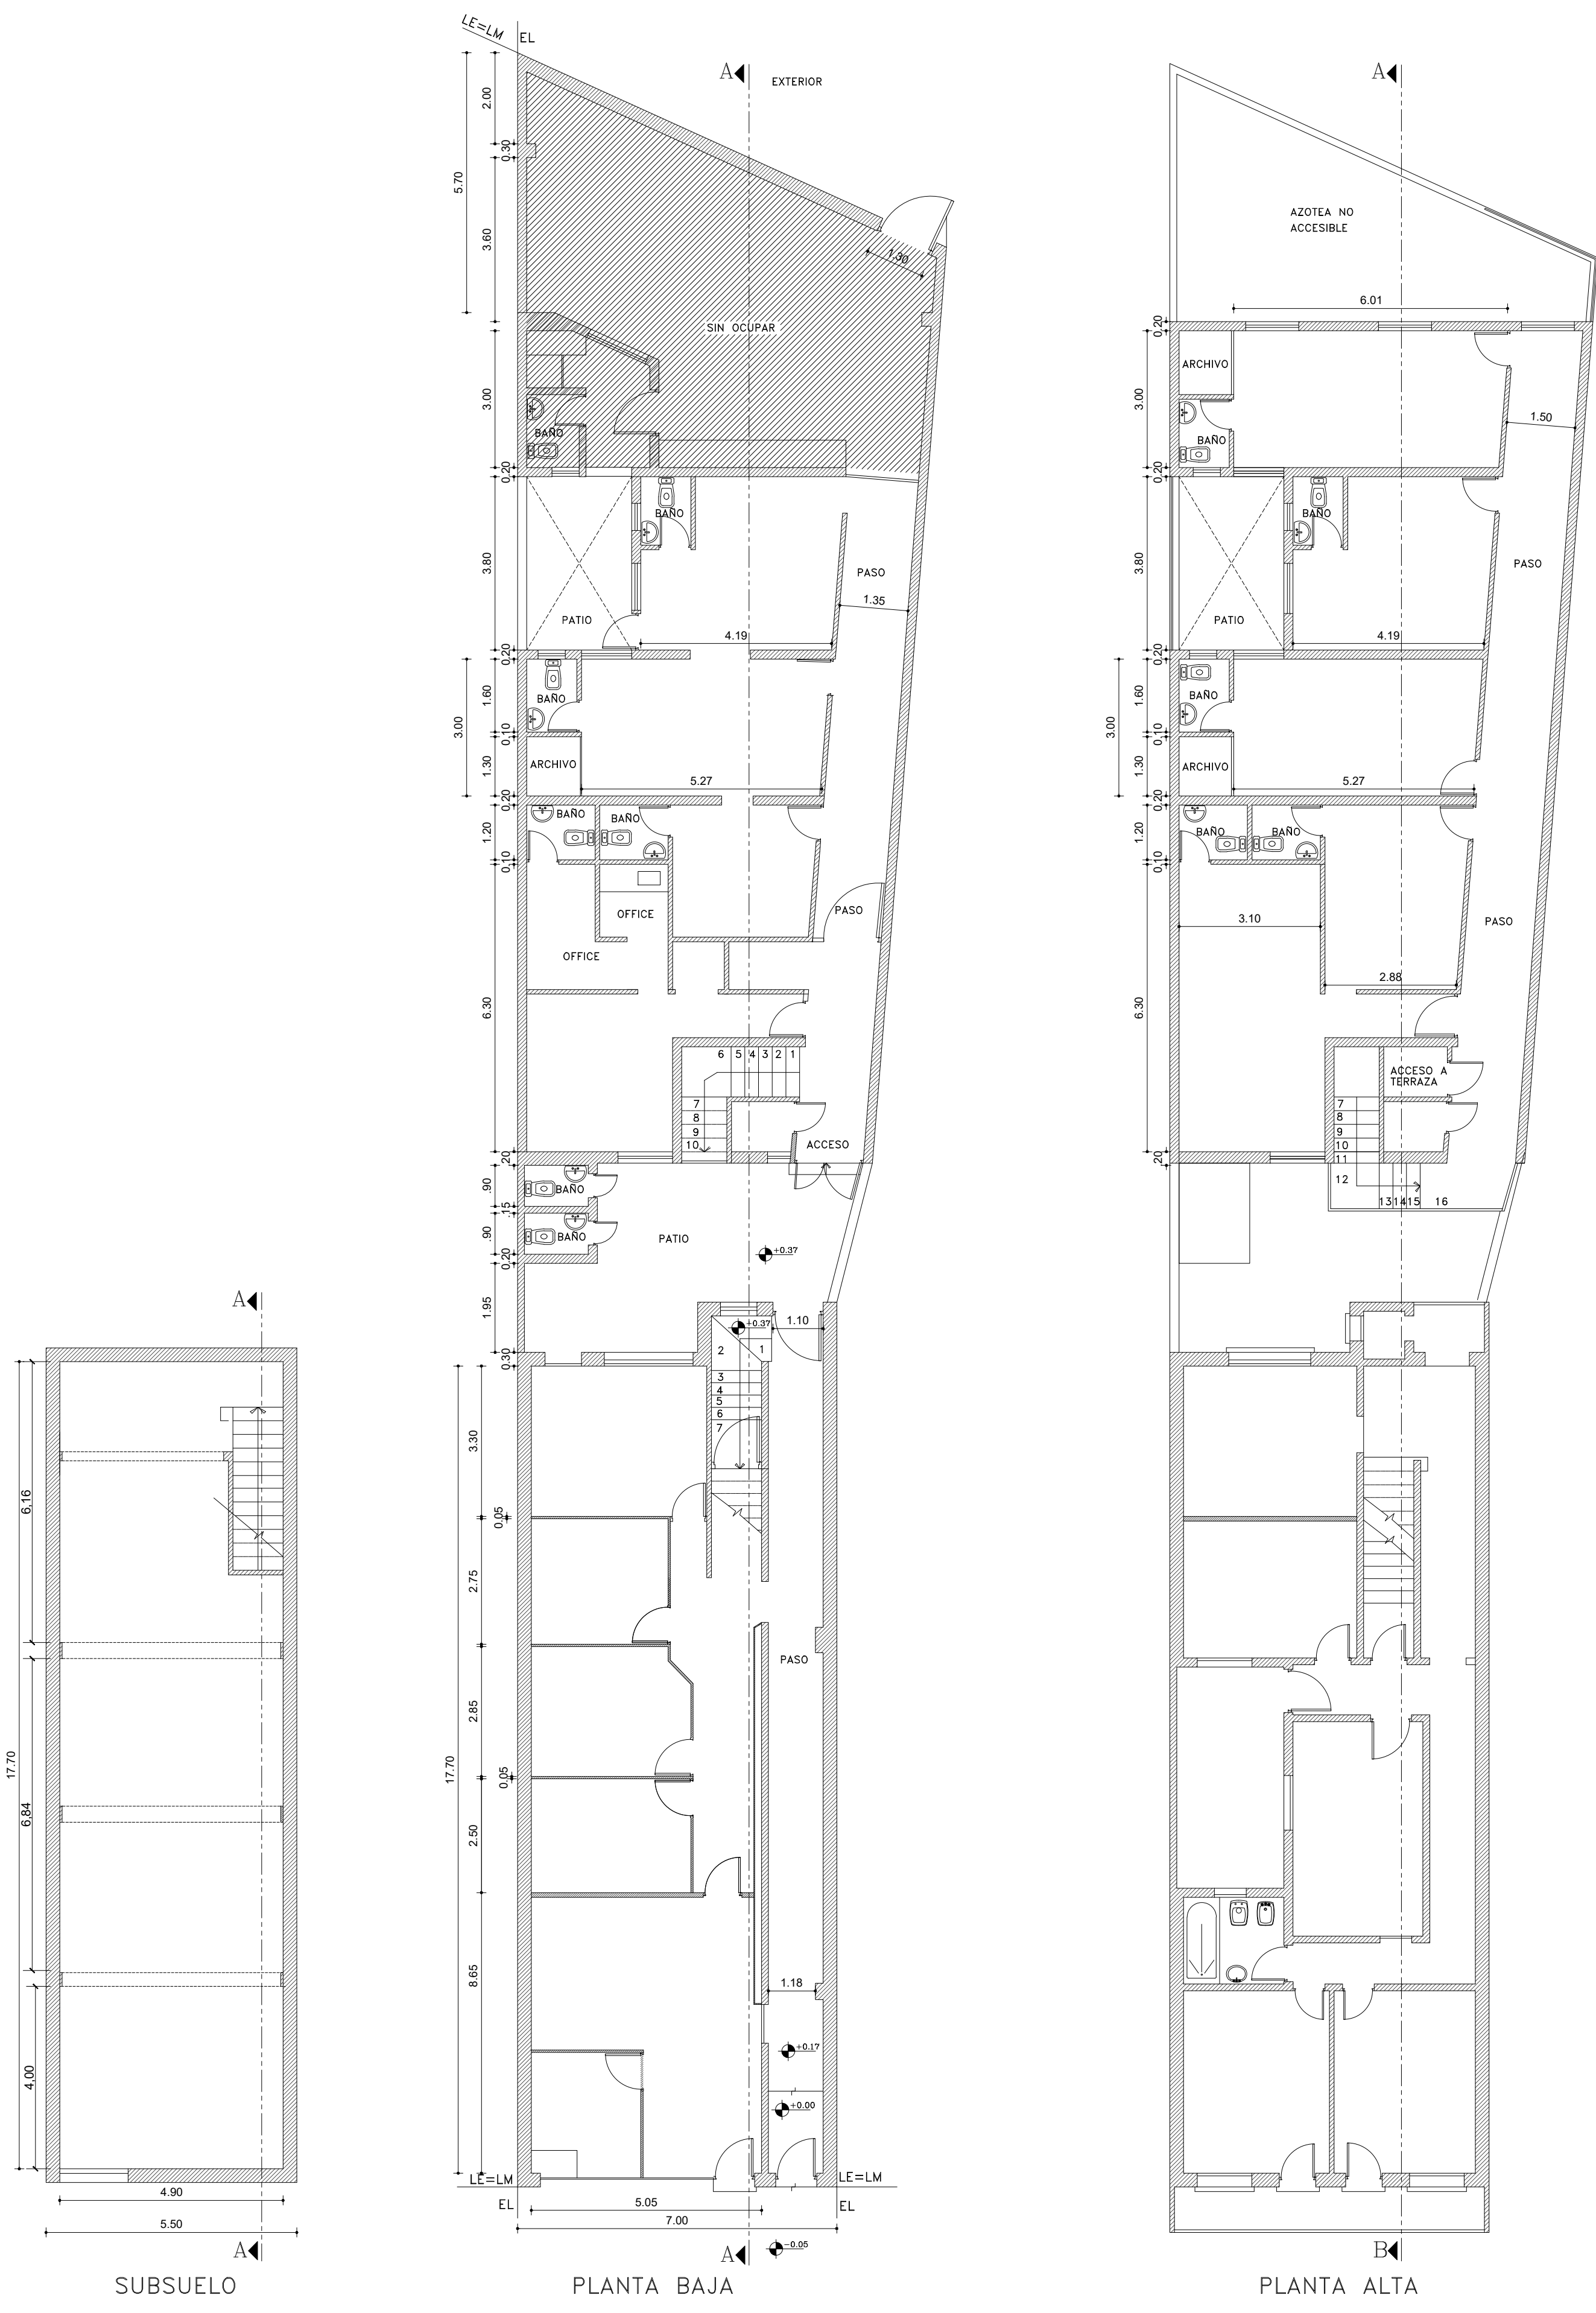 LE=LM
EL
A
EXTERIOR
2.00
0.30
5.70
3.60
1.30
SIN OCUPAR
3.00
BAÑO
0.20
BAÑO
3.80
PASO
1.35
PATIO
4.19
0.20
1.60
BAÑO
3.00
0.10
1.30
ARCHIVO
5.27
0.20
1.20
BAÑO
BAÑO
0.10
OFFICE
PASO
OFFICE
6.30
6 5 4 3 2 1
7
8
9
10
ACCESO
.20
.90
BAÑO
.15
.90
BAÑO
PATIO
+0.37
0.20
1.95
+0.37
1.10
0.30
2
1
3
4
5
6
7
3.30
0.05
2.75
PASO
2.85
17.70
0.05
2.50
8.65
1.18
+0.17
+0.00
LE=LM
LE=LM
EL
5.05
EL
7.00
-0.05
A
PLANTA BAJA
A
6,16
17.70
6,84
4,00
4.90
5.50
A
SUBSUELO
A
AZOTEA NO
ACCESIBLE
6.01
0.20
ARCHIVO
3.00
1.50
BAÑO
0.20
BAÑO
3.80
PASO
PATIO
4.19
0.20
1.60
BAÑO
3.00
0.10
1.30
ARCHIVO
5.27
0.20
1.20
BAÑO
BAÑO
0.10
3.10
PASO
2.88
6.30
ACCESO A
TERRAZA
7
8
9
10
11
.20
12
13 14 15 16
B
PLANTA ALTA